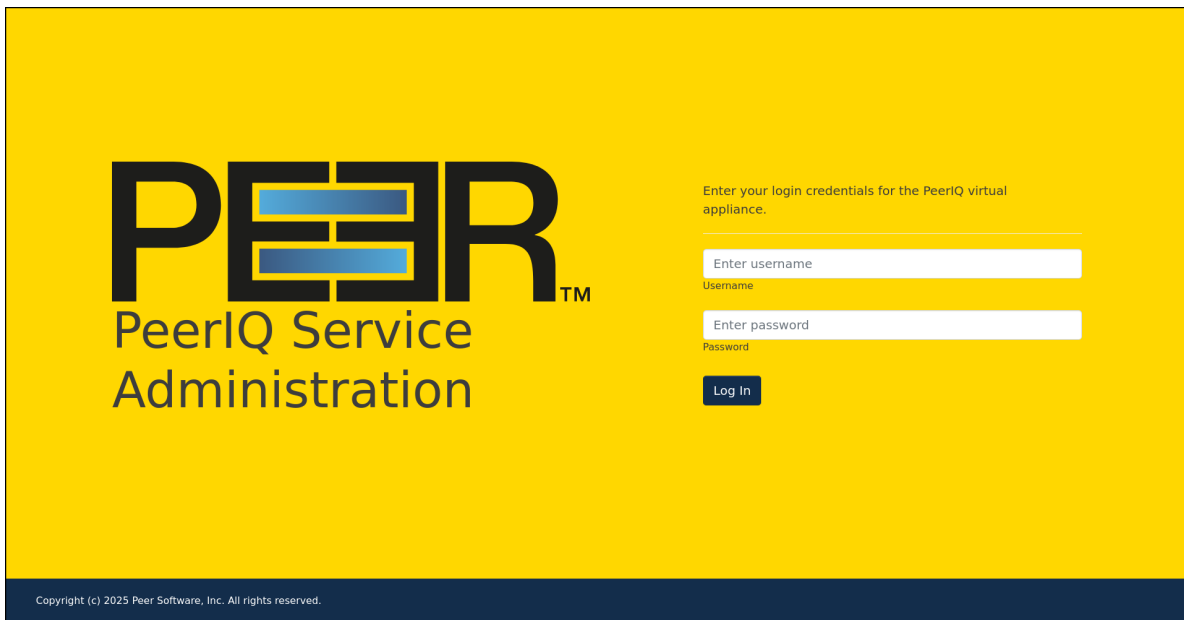 PEER™
PeerIQ Service
Administration
Enter your login credentials for the PeerIQ virtual
appliance.
Enter username
Username
Enter password
Password
Log In
Copyright (c) 2025 Peer Software, Inc. All rights reserved.